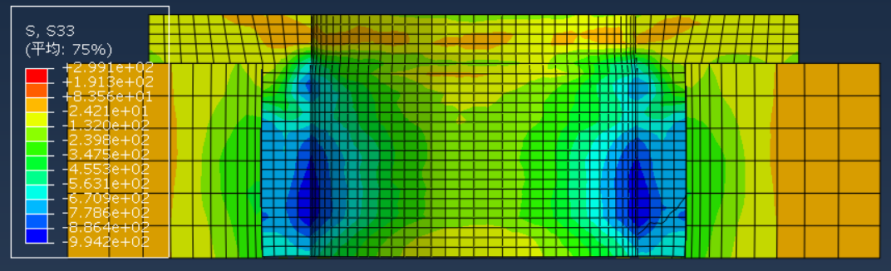 S, S33
(平均: 75%)
+2.991e+02
+1.913e+02
+8.356e+01
-2.421e+01
-1.320e+02
-2.398e+02
-3.475e+02
-4.553e+02
-5.631e+02
-6.709e+02
-7.786e+02
-8.864e+02
-9.942e+02